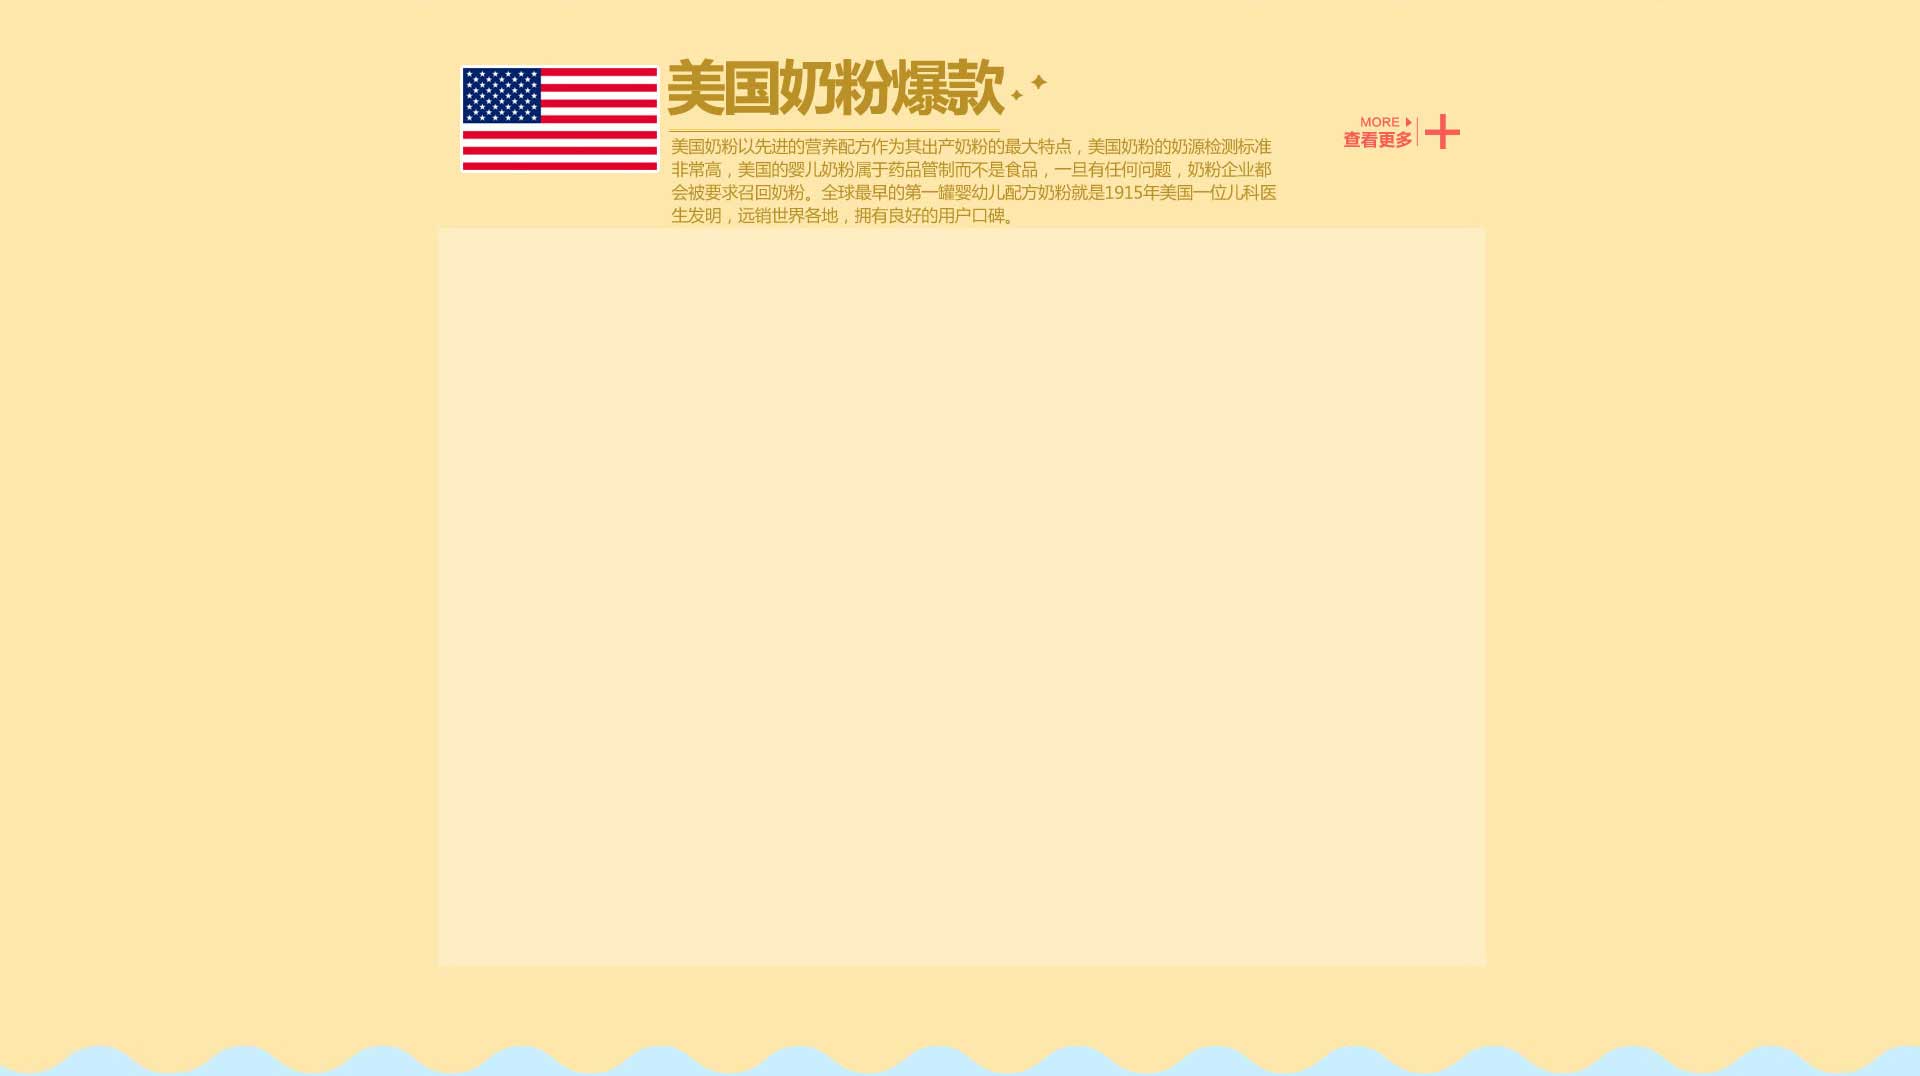 美国奶粉爆款
美国奶粉以先进的营养配方作为其出产奶粉的最大特点，美国奶粉的奶源检测标准
非常高，美国的婴儿奶粉属于药品管制而不是食品，一旦有任何问题，奶粉企业都
会被要求召回奶粉。全球最早的第一罐婴幼儿配方奶粉就是1915年美国一位儿科医
生发明，远销世界各地，拥有良好的用户口碑。
MORE
查看更多